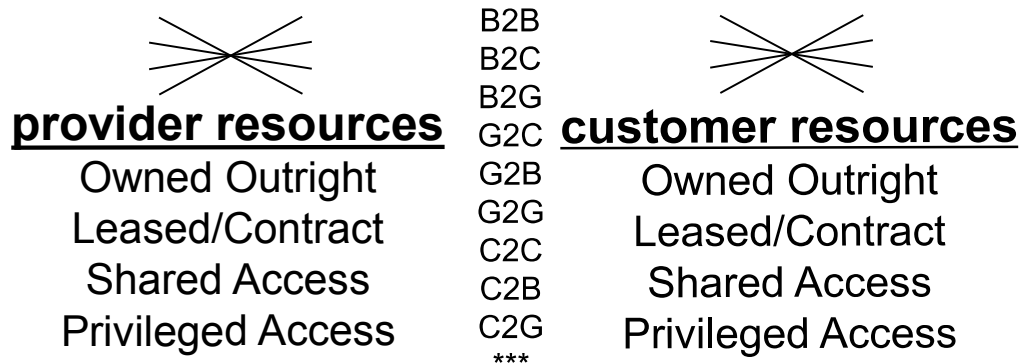 provider resources
Owned Outright
Leased/Contract
Shared Access
Privileged Access
B2B
B2C
B2G
G2C
G2B
G2G
C2C
C2B
C2G
***
customer resources
Owned Outright
Leased/Contract
Shared Access
Privileged Access